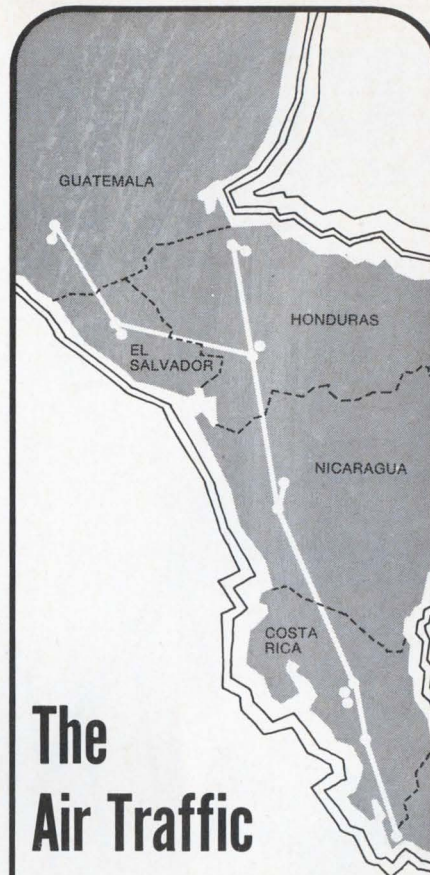 GUATEMALA
HONDURAS
EL
SALVADOR
NICARAGUA
COSTA
RICA
The
Air Traffic